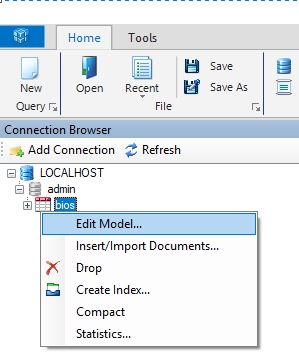 Home Tools
New Open Recent Save
Save As
Query File
Connection Browser
Add Connection Refresh
LOCALHOST
admin
bios
Edit Model...
Insert/Import Documents...
Drop
Create Index...
Compact
Statistics...